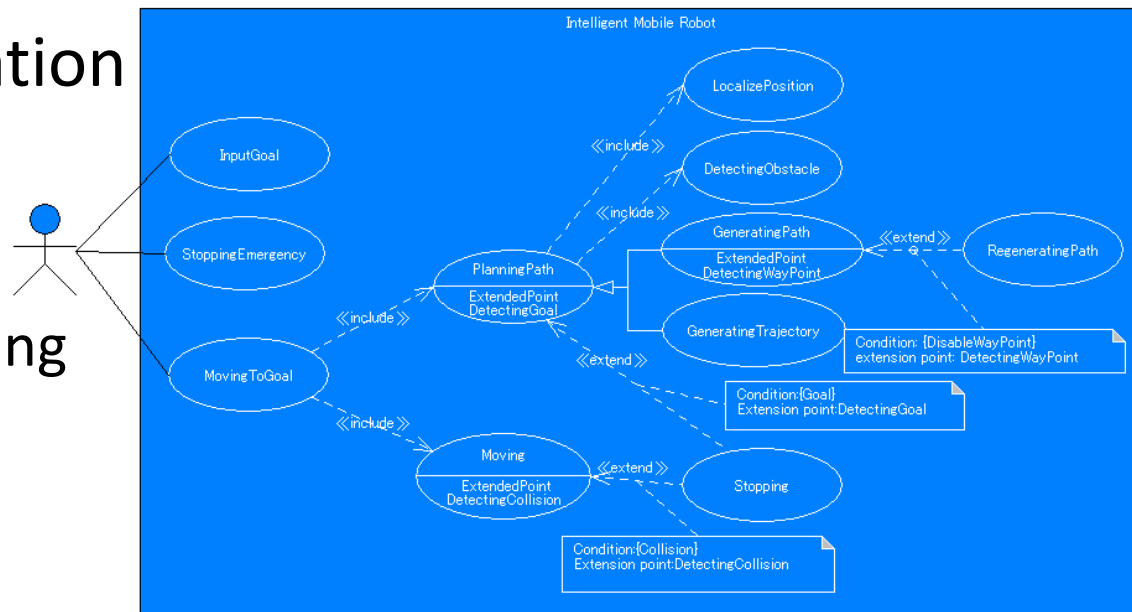 Intelligent Mobile Robot
LocalizePosition
InputGoal
≪include≫
DetectingObstacle
≪include≫
StoppingEmergency
PlanningPath
ExtendedPoint
DetectingGoal
GeneratingPath
ExtendedPoint
DetectingWayPoint
≪extend≫
RegeneratingPath
≪include≫
GeneratingTrajectory
Condition: {DisableWayPoint}
extension point: DetectingWayPoint
ng
MovingToGoal
≪extend≫
Condition:{Goal}
Extension point:DetectingGoal
≪include≫
Moving
ExtendedPoint
DetectingCollision
≪extend≫
Stopping
Condition:{Collision}
Extension point:DetectingCollision